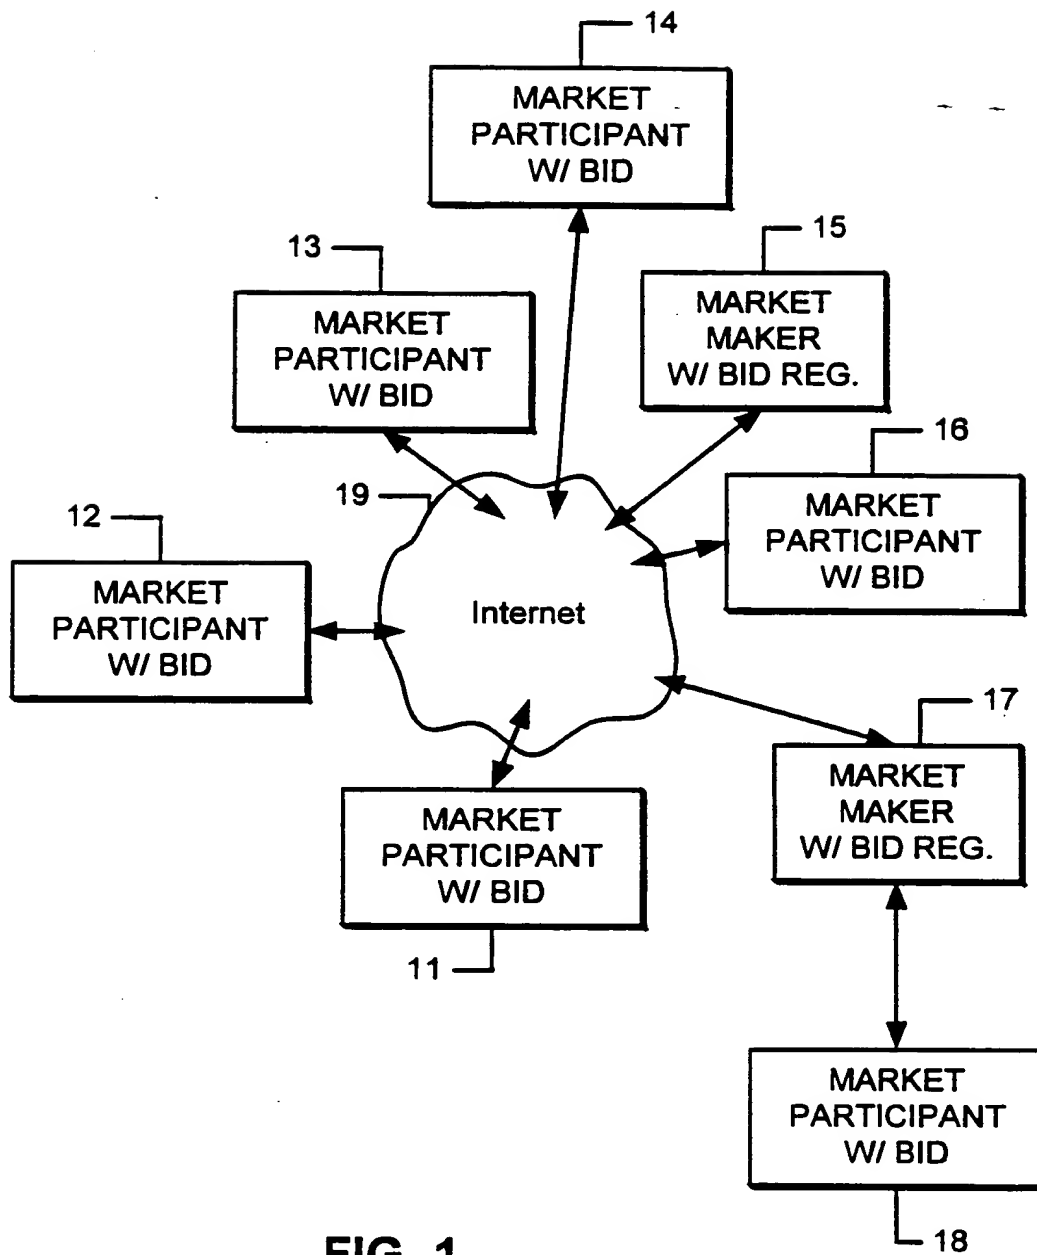 14
MARKET
PARTICIPANT
W/ BID
13
MARKET
PARTICIPANT
W/ BID
15
MARKET
MAKER
W/ BID REG.
16
MARKET
PARTICIPANT
W/ BID
19
12
MARKET
PARTICIPANT
W/ BID
Internet
17
MARKET
MAKER
W/ BID REG.
MARKET
PARTICIPANT
W/ BID
11
MARKET
PARTICIPANT
W/ BID
18
FIG. 1